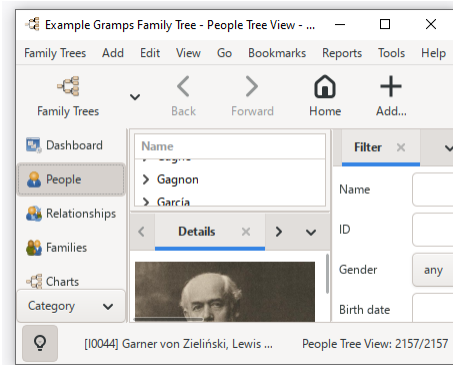 Example Gramps Family Tree - People Tree View - ...
Family Trees Add Edit View Go Bookmarks Reports Tools Help
Family Trees Back Forward Home Add...
Dashboard
People
Relationships
Families
Charts
Category
Name
Gagné
Gagnon
García
Details
Filter
Name
ID
Gender any
Birth date
[I0044] Garner von Zieliński, Lewis ... People Tree View: 2157/2157